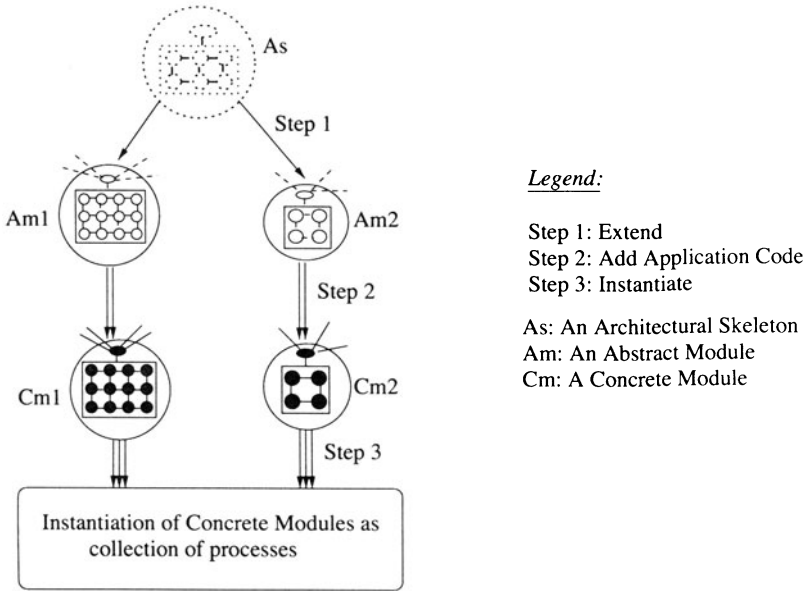 As
Step 1
Am1
Am2
Step 2
Cm1
Cm2
Step 3
Instantiation of Concrete Modules as
collection of processes
Legend:
Step 1: Extend
Step 2: Add Application Code
Step 3: Instantiate
As: An Architectural Skeleton
Am: An Abstract Module
Cm: A Concrete Module